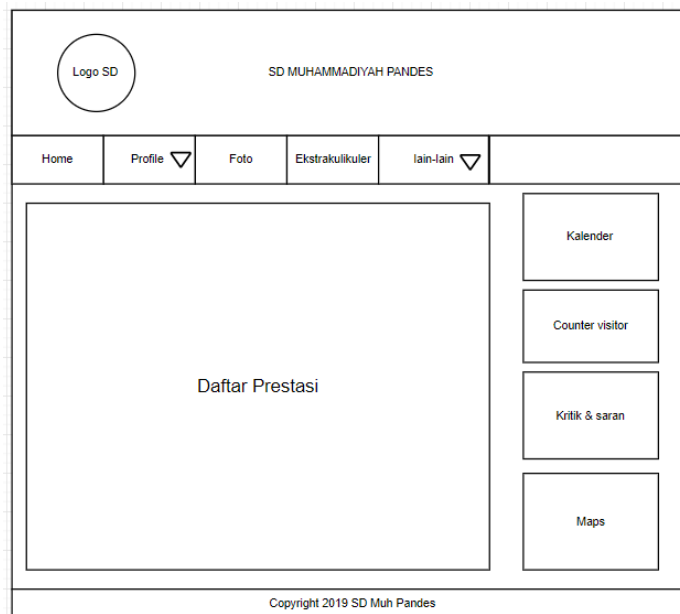 Logo SD
SD MUHAMMADIYAH PANDES
Home
Profile
Foto
Ekstrakulikuler
lain-lain
Kalender
Counter visitor
Daftar Prestasi
Kritik & saran
Maps
Copyright 2019 SD Muh Pandes